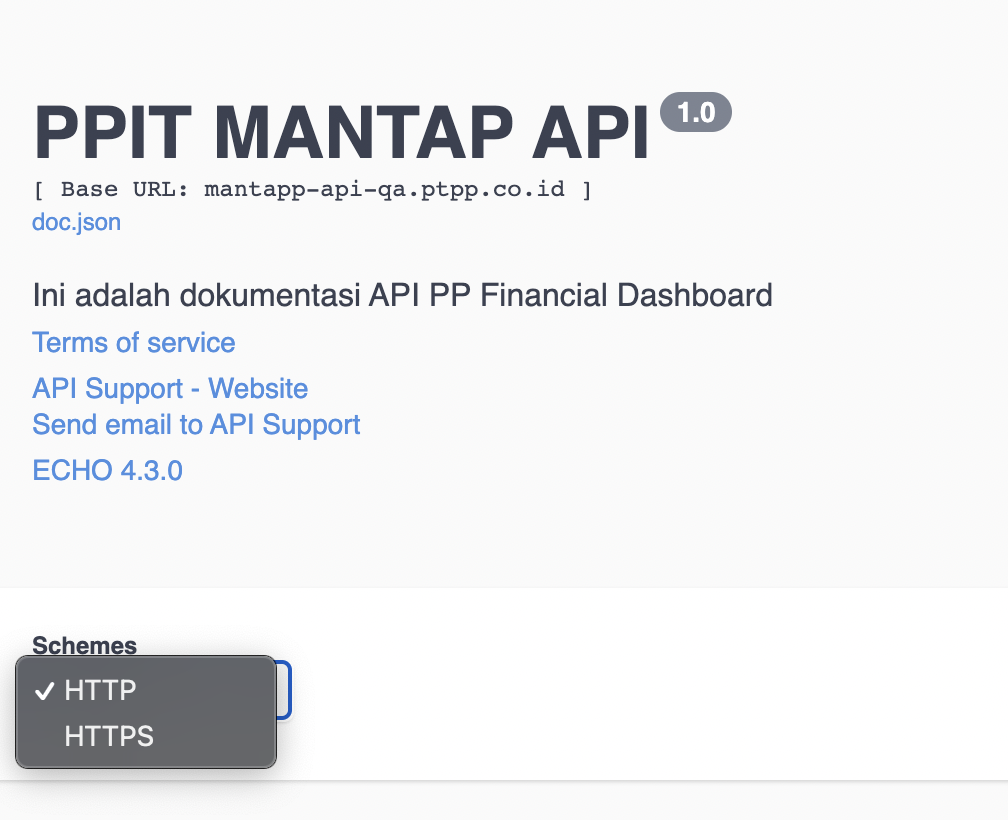 PPIT MANTAP API 1.0
[ Base URL: mantapp-api-qa.ptpp.co.id ]
doc.json
Ini adalah dokumentasi API PP Financial Dashboard
Terms of service
API Support - Website
Send email to API Support
ECHO 4.3.0
Schemes
✓ HTTP
HTTPS